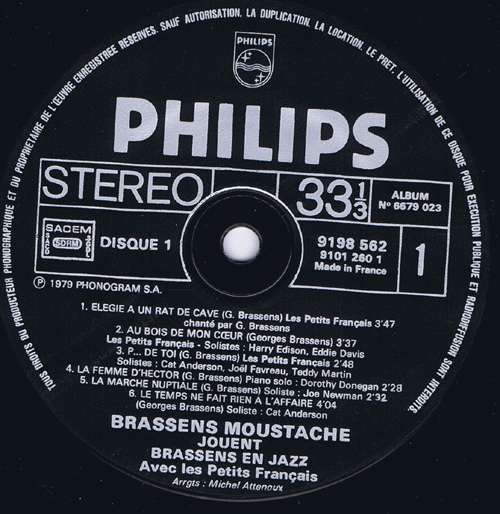 TOUS DROITS DU PRODUCTEUR PHONOGRAPHIQUE ET DU PROPRIETAIRE DE L'ŒUVRE ENREGISTREE RESERVES. SAUF AUTORISATION, LA DUPLICATION, LA LOCATION, LE PRET, L'UTILISATION DE CE DISQUE POUR EXECUTION PUBLIQUE ET RADIODIFFUSION SONT INTERDITS.
PHILIPS
PHILIPS
STEREO
33 1/3
ALBUM
N° 6679 023
SACEM
SDRM
DISQUE 1
9198 562
9101 260 1
Made in France
1
Ⓟ 1979 PHONOGRAM S.A.
1. ELEGIE A UN RAT DE CAVE (G. Brassens) Les Petits Français 3'47
chanté par G. Brassens
2. AU BOIS DE MON CŒUR (Georges Brassens) 3'37
Les Petits Français - Solistes : Harry Edison, Eddie Davis
3. P... DE TOI (G. Brassens) Les Petits Français 2'48
Solistes : Cat Anderson, Joël Favreau, Teddy Martin
4. LA FEMME D'HECTOR (G. Brassens) Piano solo : Dorothy Donegan 2'28
5. LA MARCHE NUPTIALE (G. Brassens) Soliste : Joe Newman 2'32
6. LE TEMPS NE FAIT RIEN A L'AFFAIRE 4'04
(Georges Brassens) Soliste : Cat Anderson
BRASSENS MOUSTACHE
JOUENT
BRASSENS EN JAZZ
Avec les Petits Français
Arrgts : Michel Attenoux